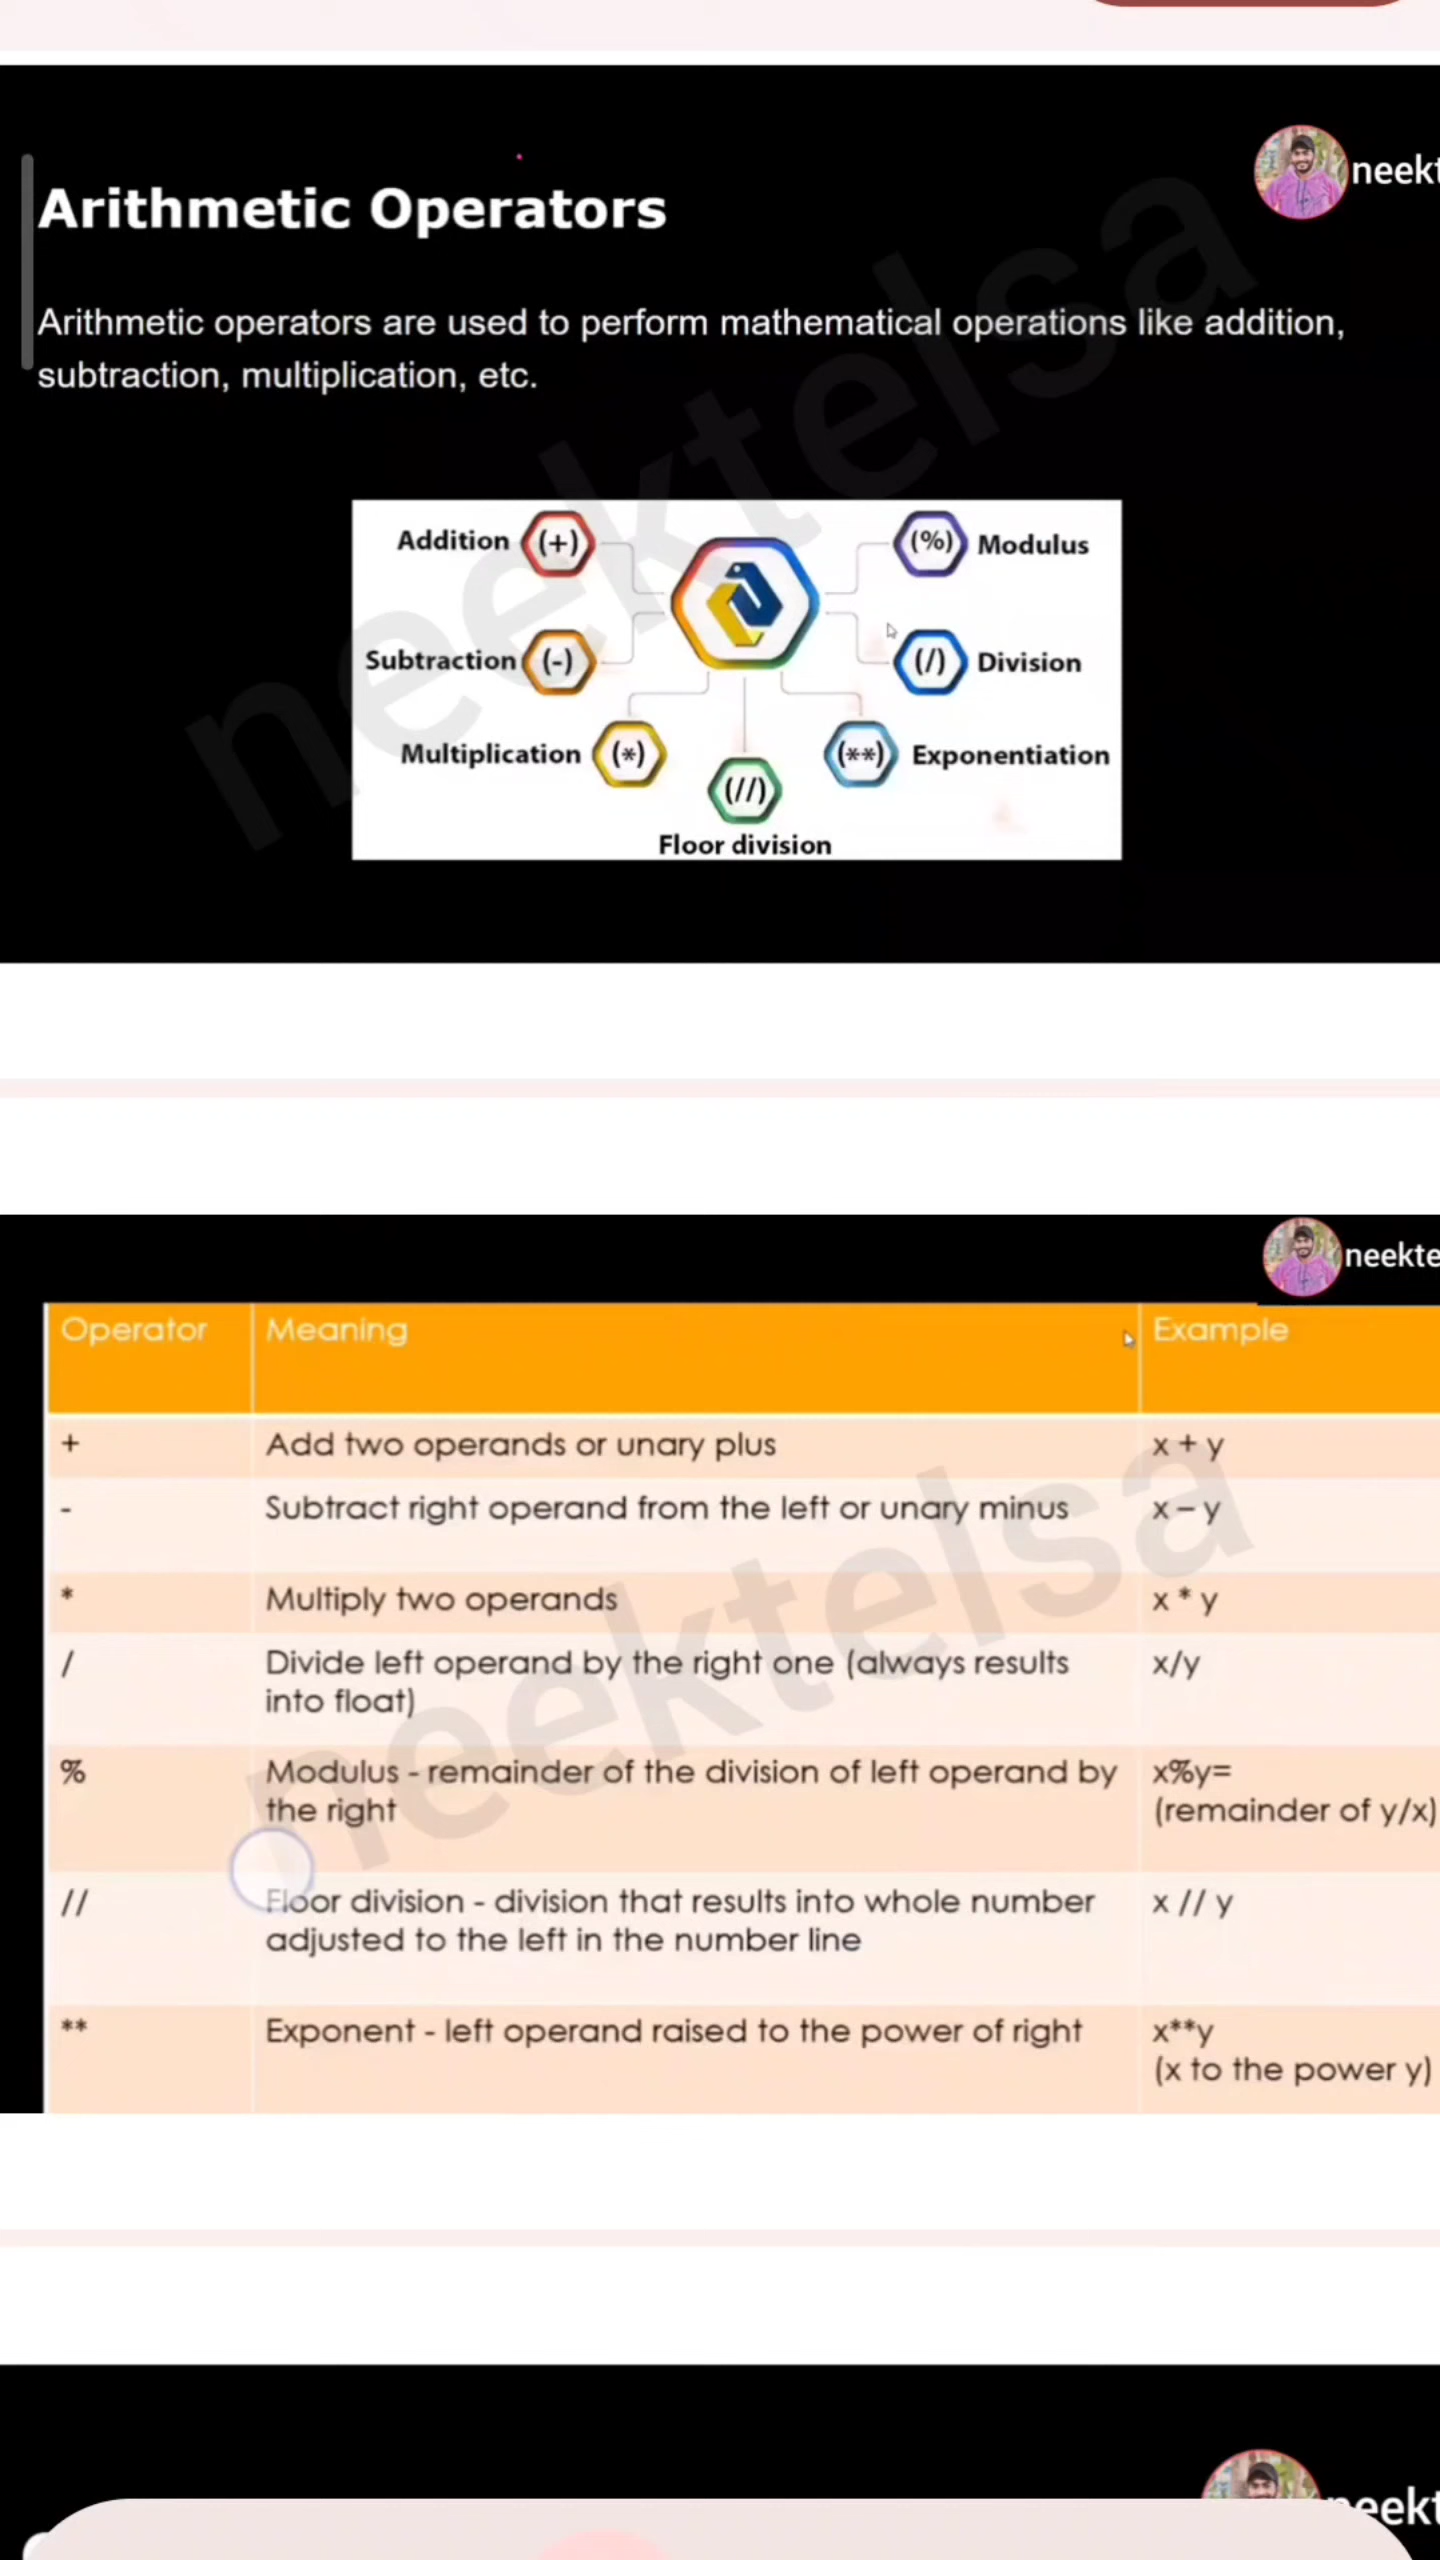 neekt
Arithmetic Operators
Arithmetic operators are used to perform mathematical operations like addition,
subtraction, multiplication, etc.
Addition (+)
(%) Modulus
Subtraction (-)
(/) Division
Multiplication (*)
(**) Exponentiation
(//)
Floor division
neektelsa
neekte
Operator Meaning Example
+ Add two operands or unary plus x + y
- Subtract right operand from the left or unary minus x – y
* Multiply two operands x * y
/ Divide left operand by the right one (always results x/y
into float)
% Modulus - remainder of the division of left operand by x%y=
the right (remainder of y/x)
// Floor division - division that results into whole number x // y
adjusted to the left in the number line
** Exponent - left operand raised to the power of right x**y
(x to the power y)
neektelsa
neekt